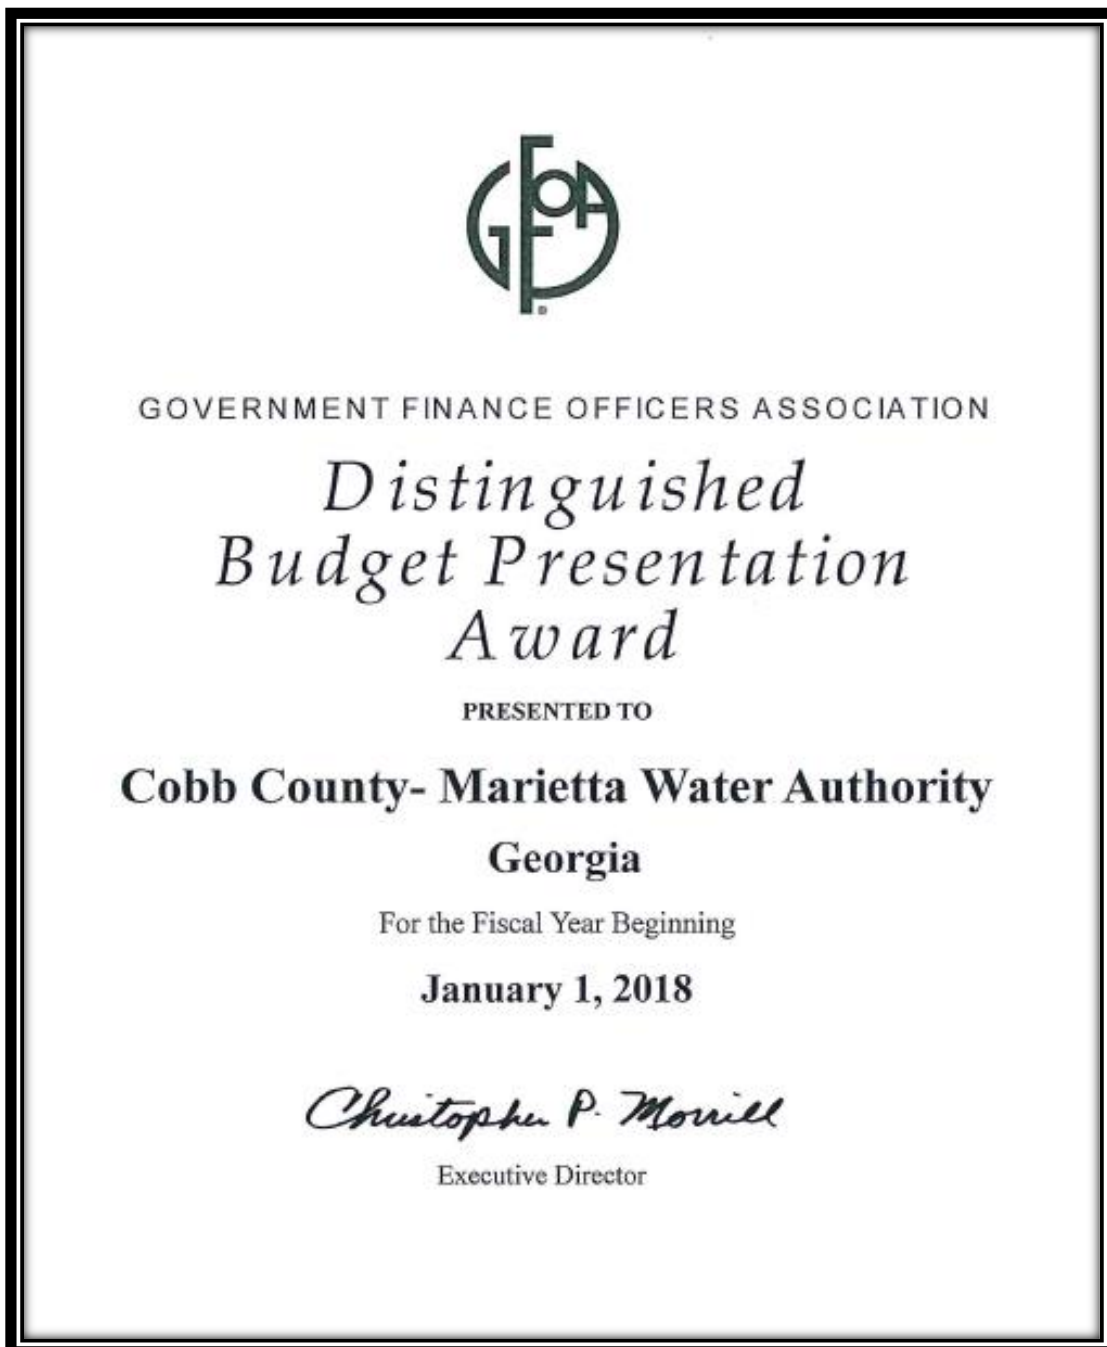 GFOA
GOVERNMENT FINANCE OFFICERS ASSOCIATION
Distinguished
Budget Presentation
Award
PRESENTED TO
Cobb County- Marietta Water Authority
Georgia
For the Fiscal Year Beginning
January 1, 2018
Christopher P. Morrill
Executive Director